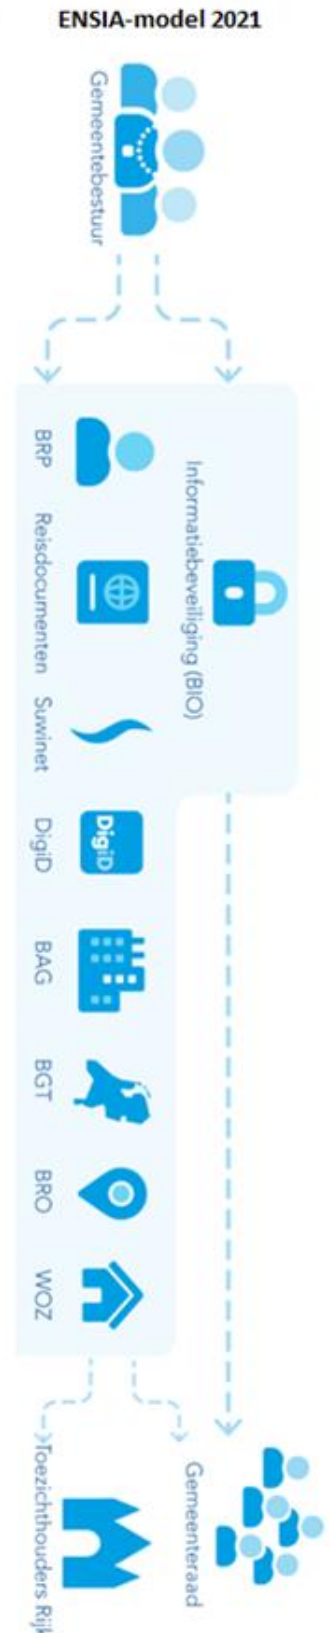 ENSIA-model 2021
Gemeentebestuur
Informatiebeveiliging (BIO)
BRP
Reisdocumenten
Suwinet
DigiD
DigiD
BAG
BGT
BRO
WOZ
Gemeenteraad
Toezichthouders Rijk